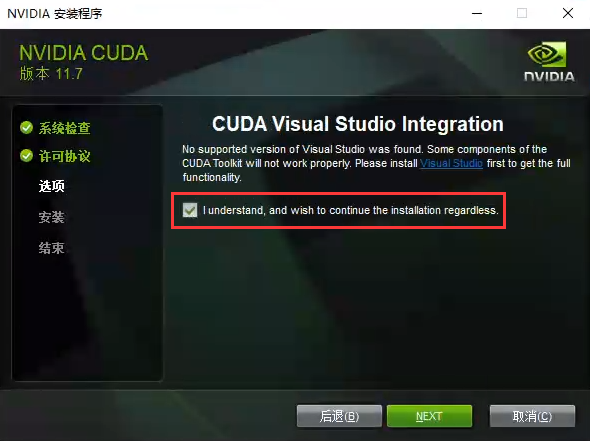 NVIDIA 安装程序
NVIDIA CUDA
版本 11.7
NVIDIA
系统检查
许可协议
选项
安装
结束
CUDA Visual Studio Integration
No supported version of Visual Studio was found. Some components of the
CUDA Toolkit will not work properly. Please install Visual Studio first to get the full
functionality.
I understand, and wish to continue the installation regardless.
后退(B)
NEXT
取消(C)